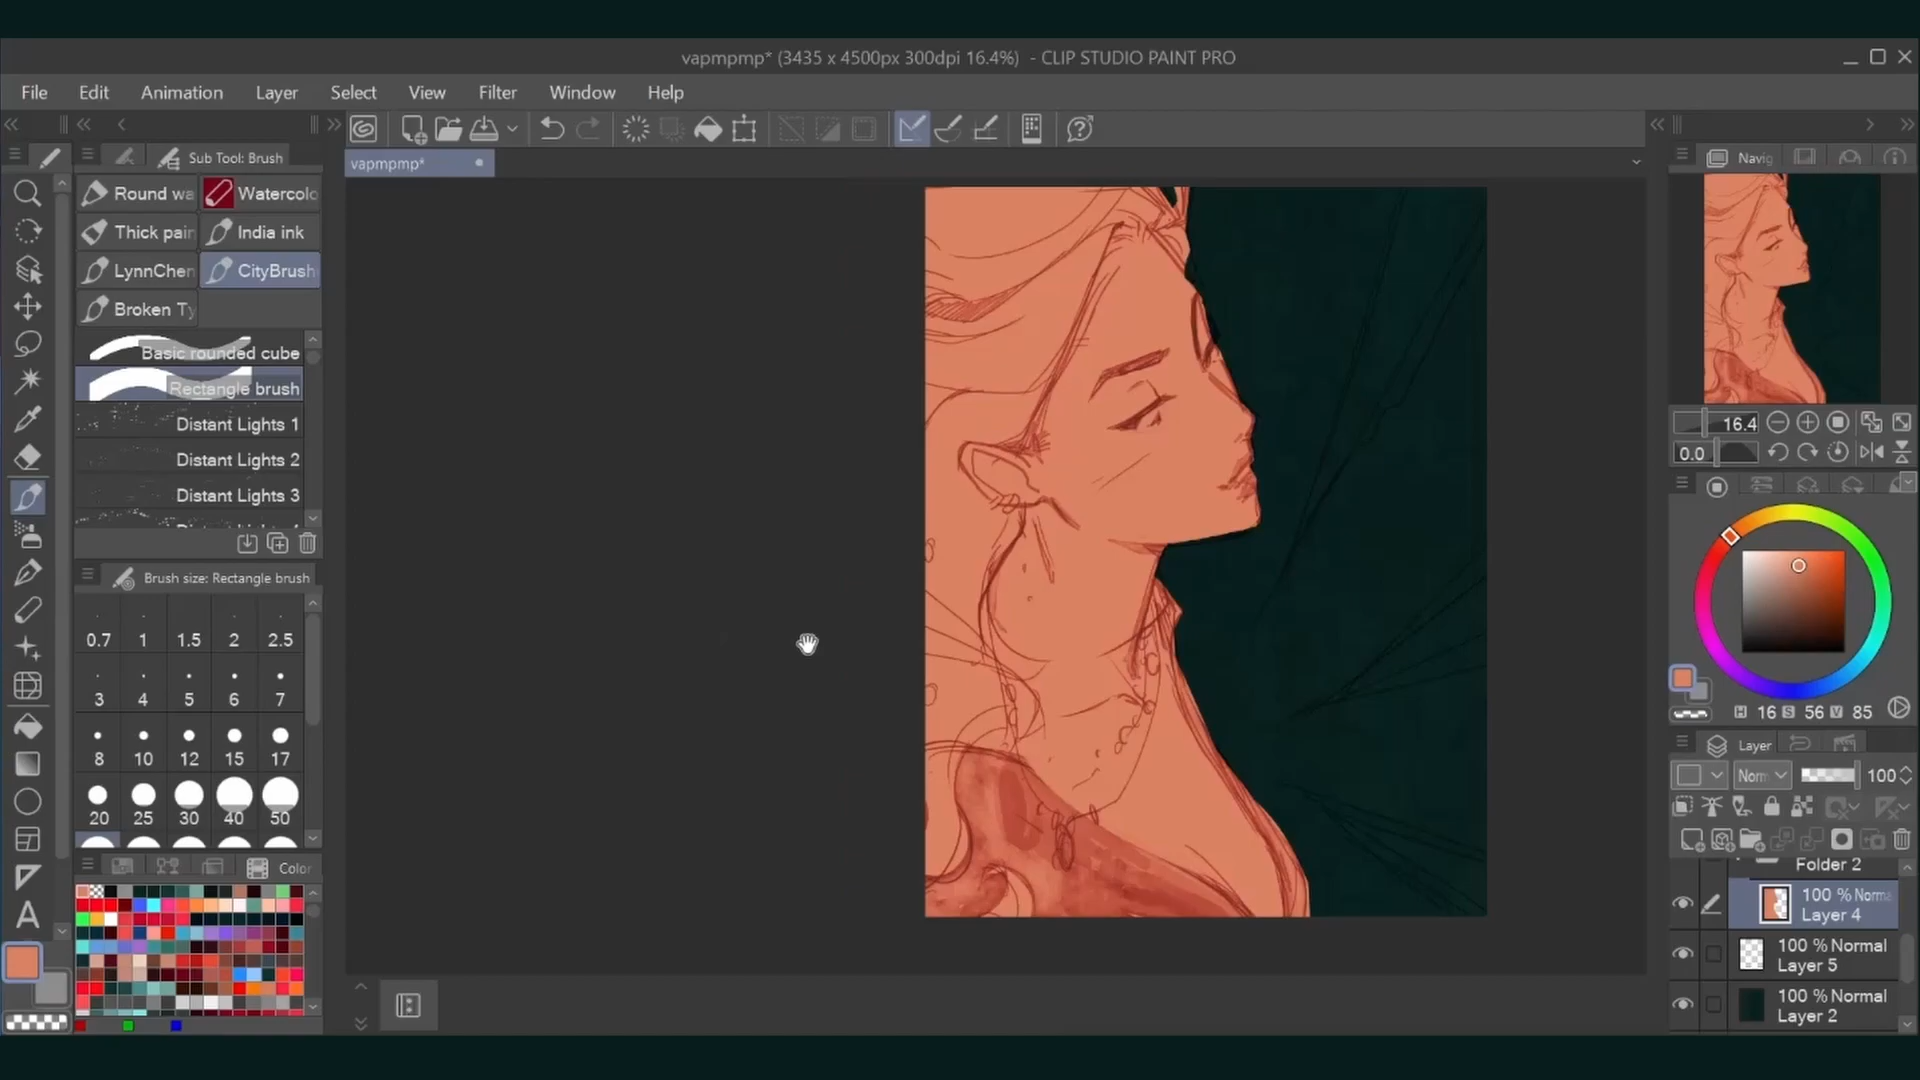 vapmpmp* (3435 x 4500px 300dpi 16.4%) - CLIP STUDIO PAINT PRO
File Edit Animation Layer Select View Filter Window Help
Sub Tool: Brush
vapmpmp*
Navig
Round wa
Watercolo
Thick pain
India ink
LynnChen
CityBrush
Broken Ty
Basic rounded cube
Rectangle brush
Distant Lights 1
Distant Lights 2
Distant Lights 3
Brush size: Rectangle brush
0.7 1 1.5 2 2.5
3 4 5 6 7
8 10 12 15 17
20 25 30 40 50
Color
A
16.4
0.0
H 16 S 56 V 85
Layer
Norm 100
Folder 2
100 % Norma
Layer 4
100 % Normal
Layer 5
100 % Normal
Layer 2